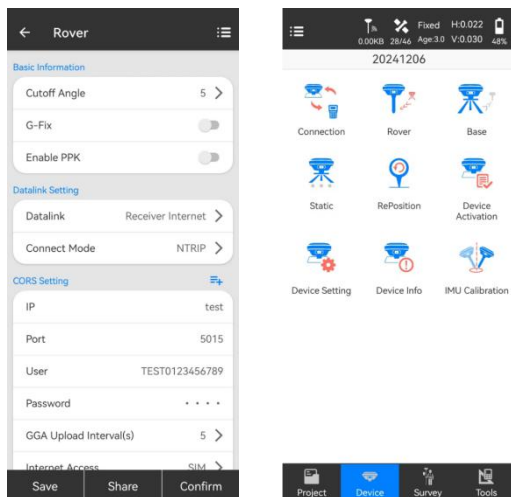 Rover
Basic Information
Cutoff Angle 5
G-Fix
Enable PPK
Datalink Setting
Datalink Receiver Internet
Connect Mode NTRIP
CORS Setting
IP test
Port 5015
User TEST0123456789
Password ····
GGA Upload Interval(s) 5
Internet Access SIM
Save Share Confirm
Fixed H:0.022
0.00KB 28/46 Age:3.0 V:0.030 48%
20241206
Connection Rover Base
Static RePosition Device
Activation
Device Setting Device Info IMU Calibration
Project Device Survey Tools